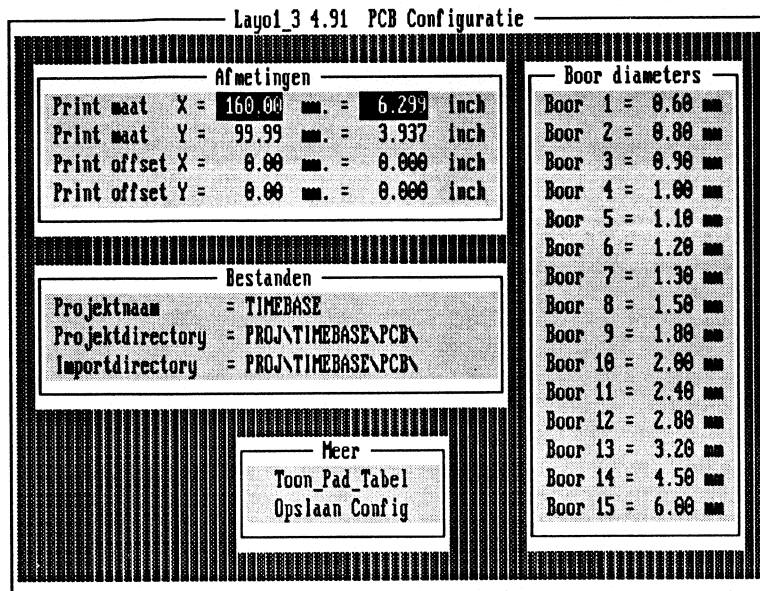 Layo1_3 4.91 PCB Configuratie
Afmetingen
Print maat X = 160.00 mm. = 6.299 inch
Print maat Y = 99.99 mm. = 3.937 inch
Print offset X = 0.00 mm. = 0.000 inch
Print offset Y = 0.00 mm. = 0.000 inch
Bestanden
Projektnaam = TIMEBASE
Projektdirectory = PROJ\TIMEBASE\PCB\
Importdirectory = PROJ\TIMEBASE\PCB\
Meer
Toon_Pad_Tabel
Opslaan Config
Boor diameters
Boor 1 = 0.60 mm
Boor 2 = 0.80 mm
Boor 3 = 0.90 mm
Boor 4 = 1.00 mm
Boor 5 = 1.10 mm
Boor 6 = 1.20 mm
Boor 7 = 1.30 mm
Boor 8 = 1.50 mm
Boor 9 = 1.80 mm
Boor 10 = 2.00 mm
Boor 11 = 2.40 mm
Boor 12 = 2.80 mm
Boor 13 = 3.20 mm
Boor 14 = 4.50 mm
Boor 15 = 6.00 mm